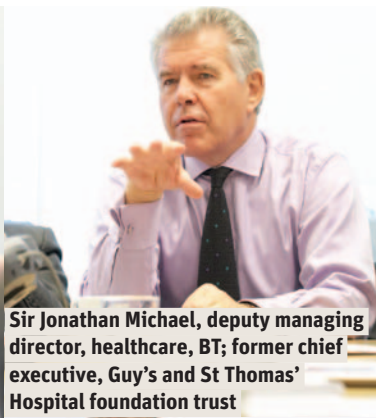 Sir Jonathan Michael, deputy managing
director, healthcare, BT; former chief
executive, Guy's and St Thomas'
Hospital foundation trust